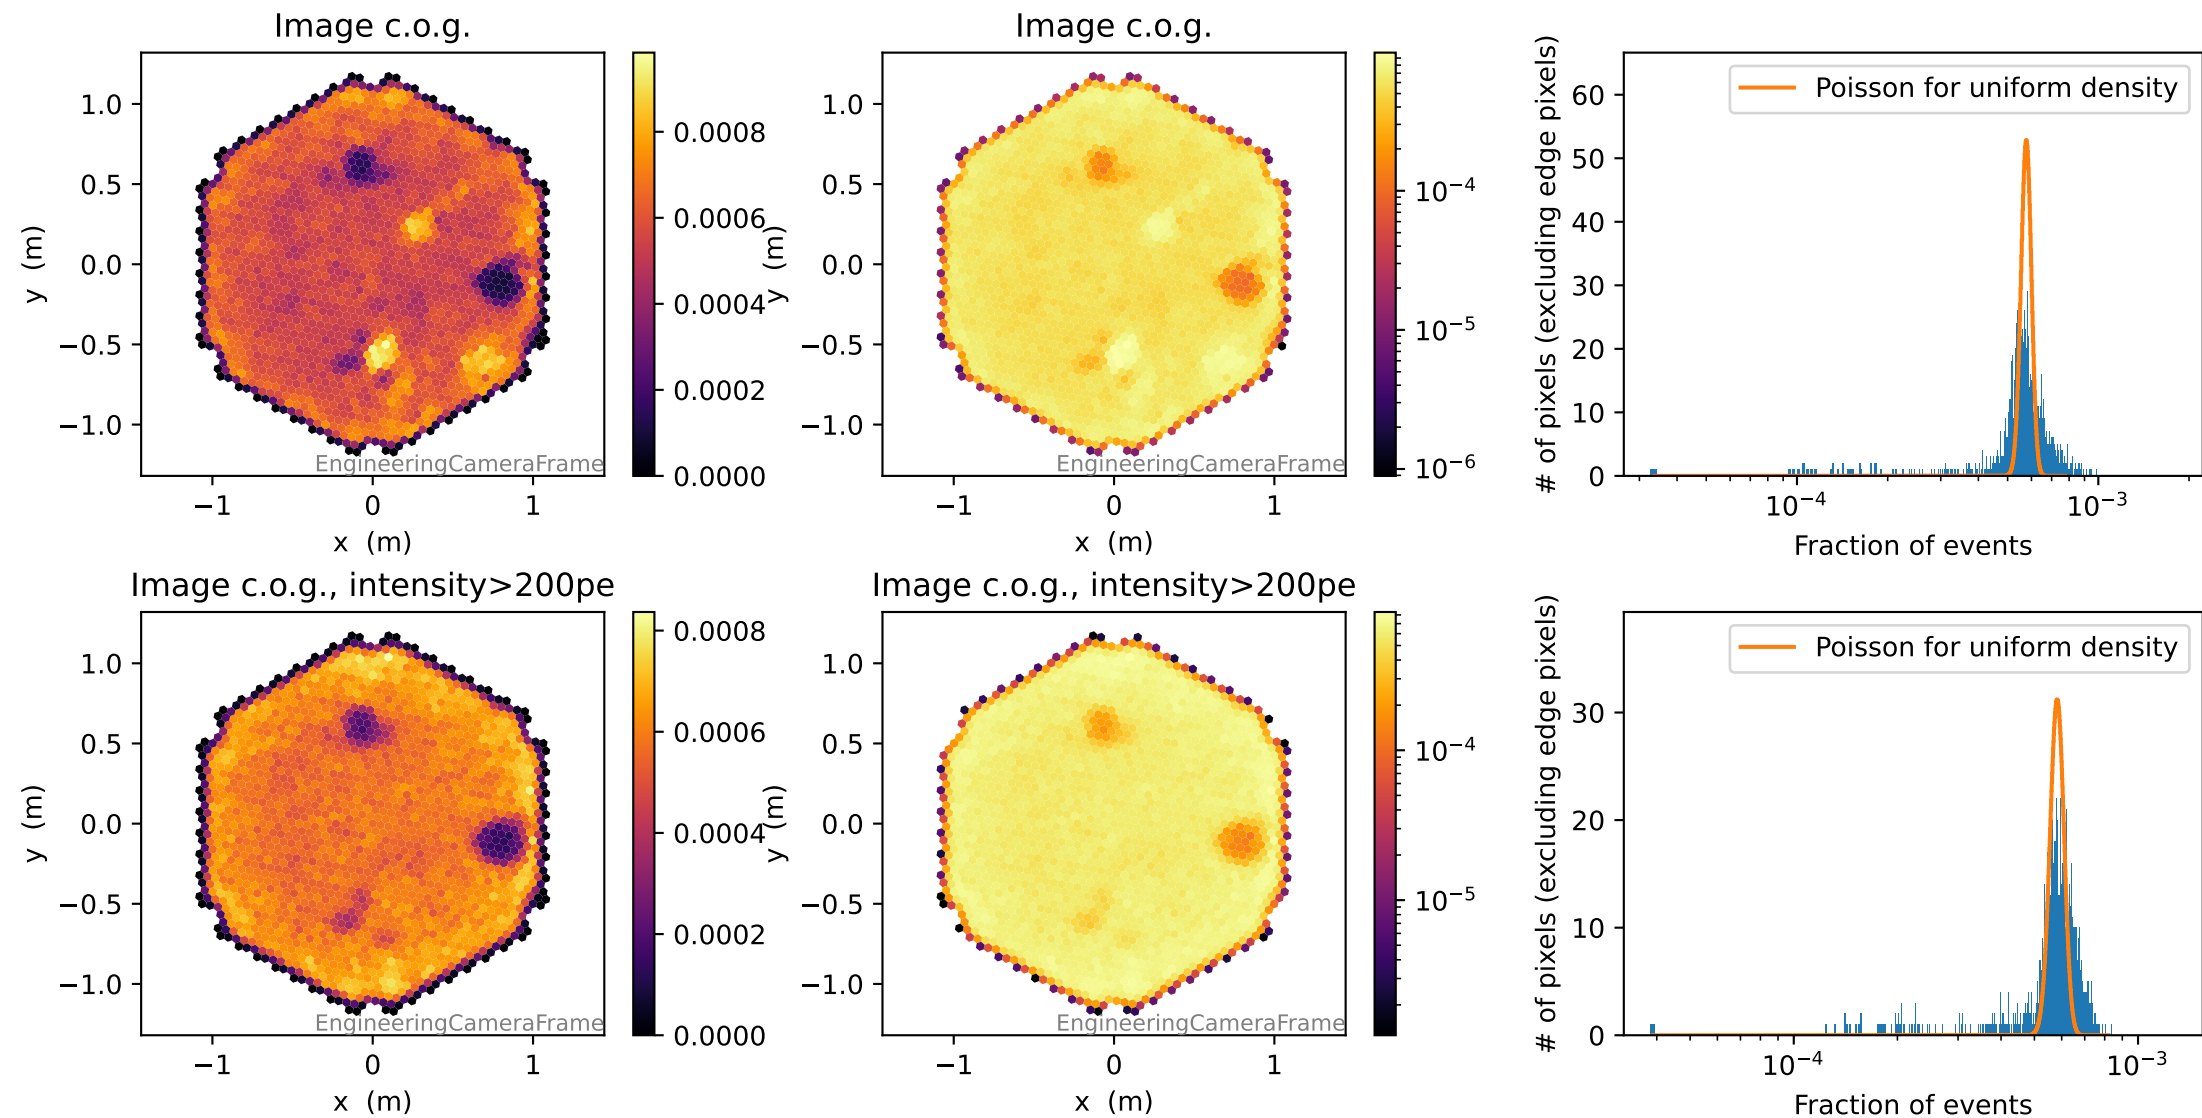 Image c.o.g.
1.0
0.5
0.0
−0.5
−1.0
y (m)
−1
0
1
x (m)
EngineeringCameraFrame
0.0008
0.0006
0.0004
0.0002
0.0000
Image c.o.g.
1.0
0.5
0.0
−0.5
−1.0
y (m)
−1
0
1
x (m)
EngineeringCameraFrame
10−4
10−5
10−6
Poisson for uniform density
60
50
40
30
20
10
0
# of pixels (excluding edge pixels)
10−4
10−3
Fraction of events
Image c.o.g., intensity>200pe
1.0
0.5
0.0
−0.5
−1.0
y (m)
−1
0
1
x (m)
EngineeringCameraFrame
0.0008
0.0006
0.0004
0.0002
0.0000
Image c.o.g., intensity>200pe
1.0
0.5
0.0
−0.5
−1.0
y (m)
−1
0
1
x (m)
EngineeringCameraFrame
10−4
10−5
Poisson for uniform density
30
20
10
0
# of pixels (excluding edge pixels)
10−4
10−3
Fraction of events